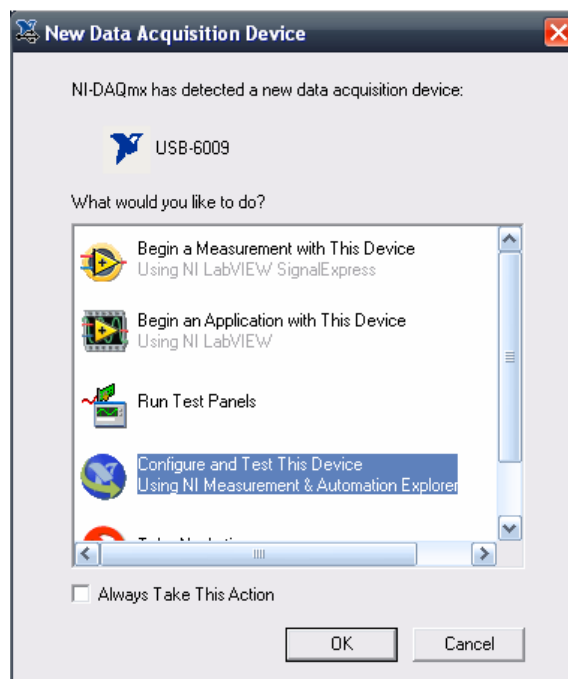 New Data Acquisition Device
NI-DAQmx has detected a new data acquisition device:
USB-6009
What would you like to do?
Begin a Measurement with This Device
Using NI LabVIEW SignalExpress
Begin an Application with This Device
Using NI LabVIEW
Run Test Panels
Configure and Test This Device
Using NI Measurement & Automation Explorer
Always Take This Action
OK
Cancel